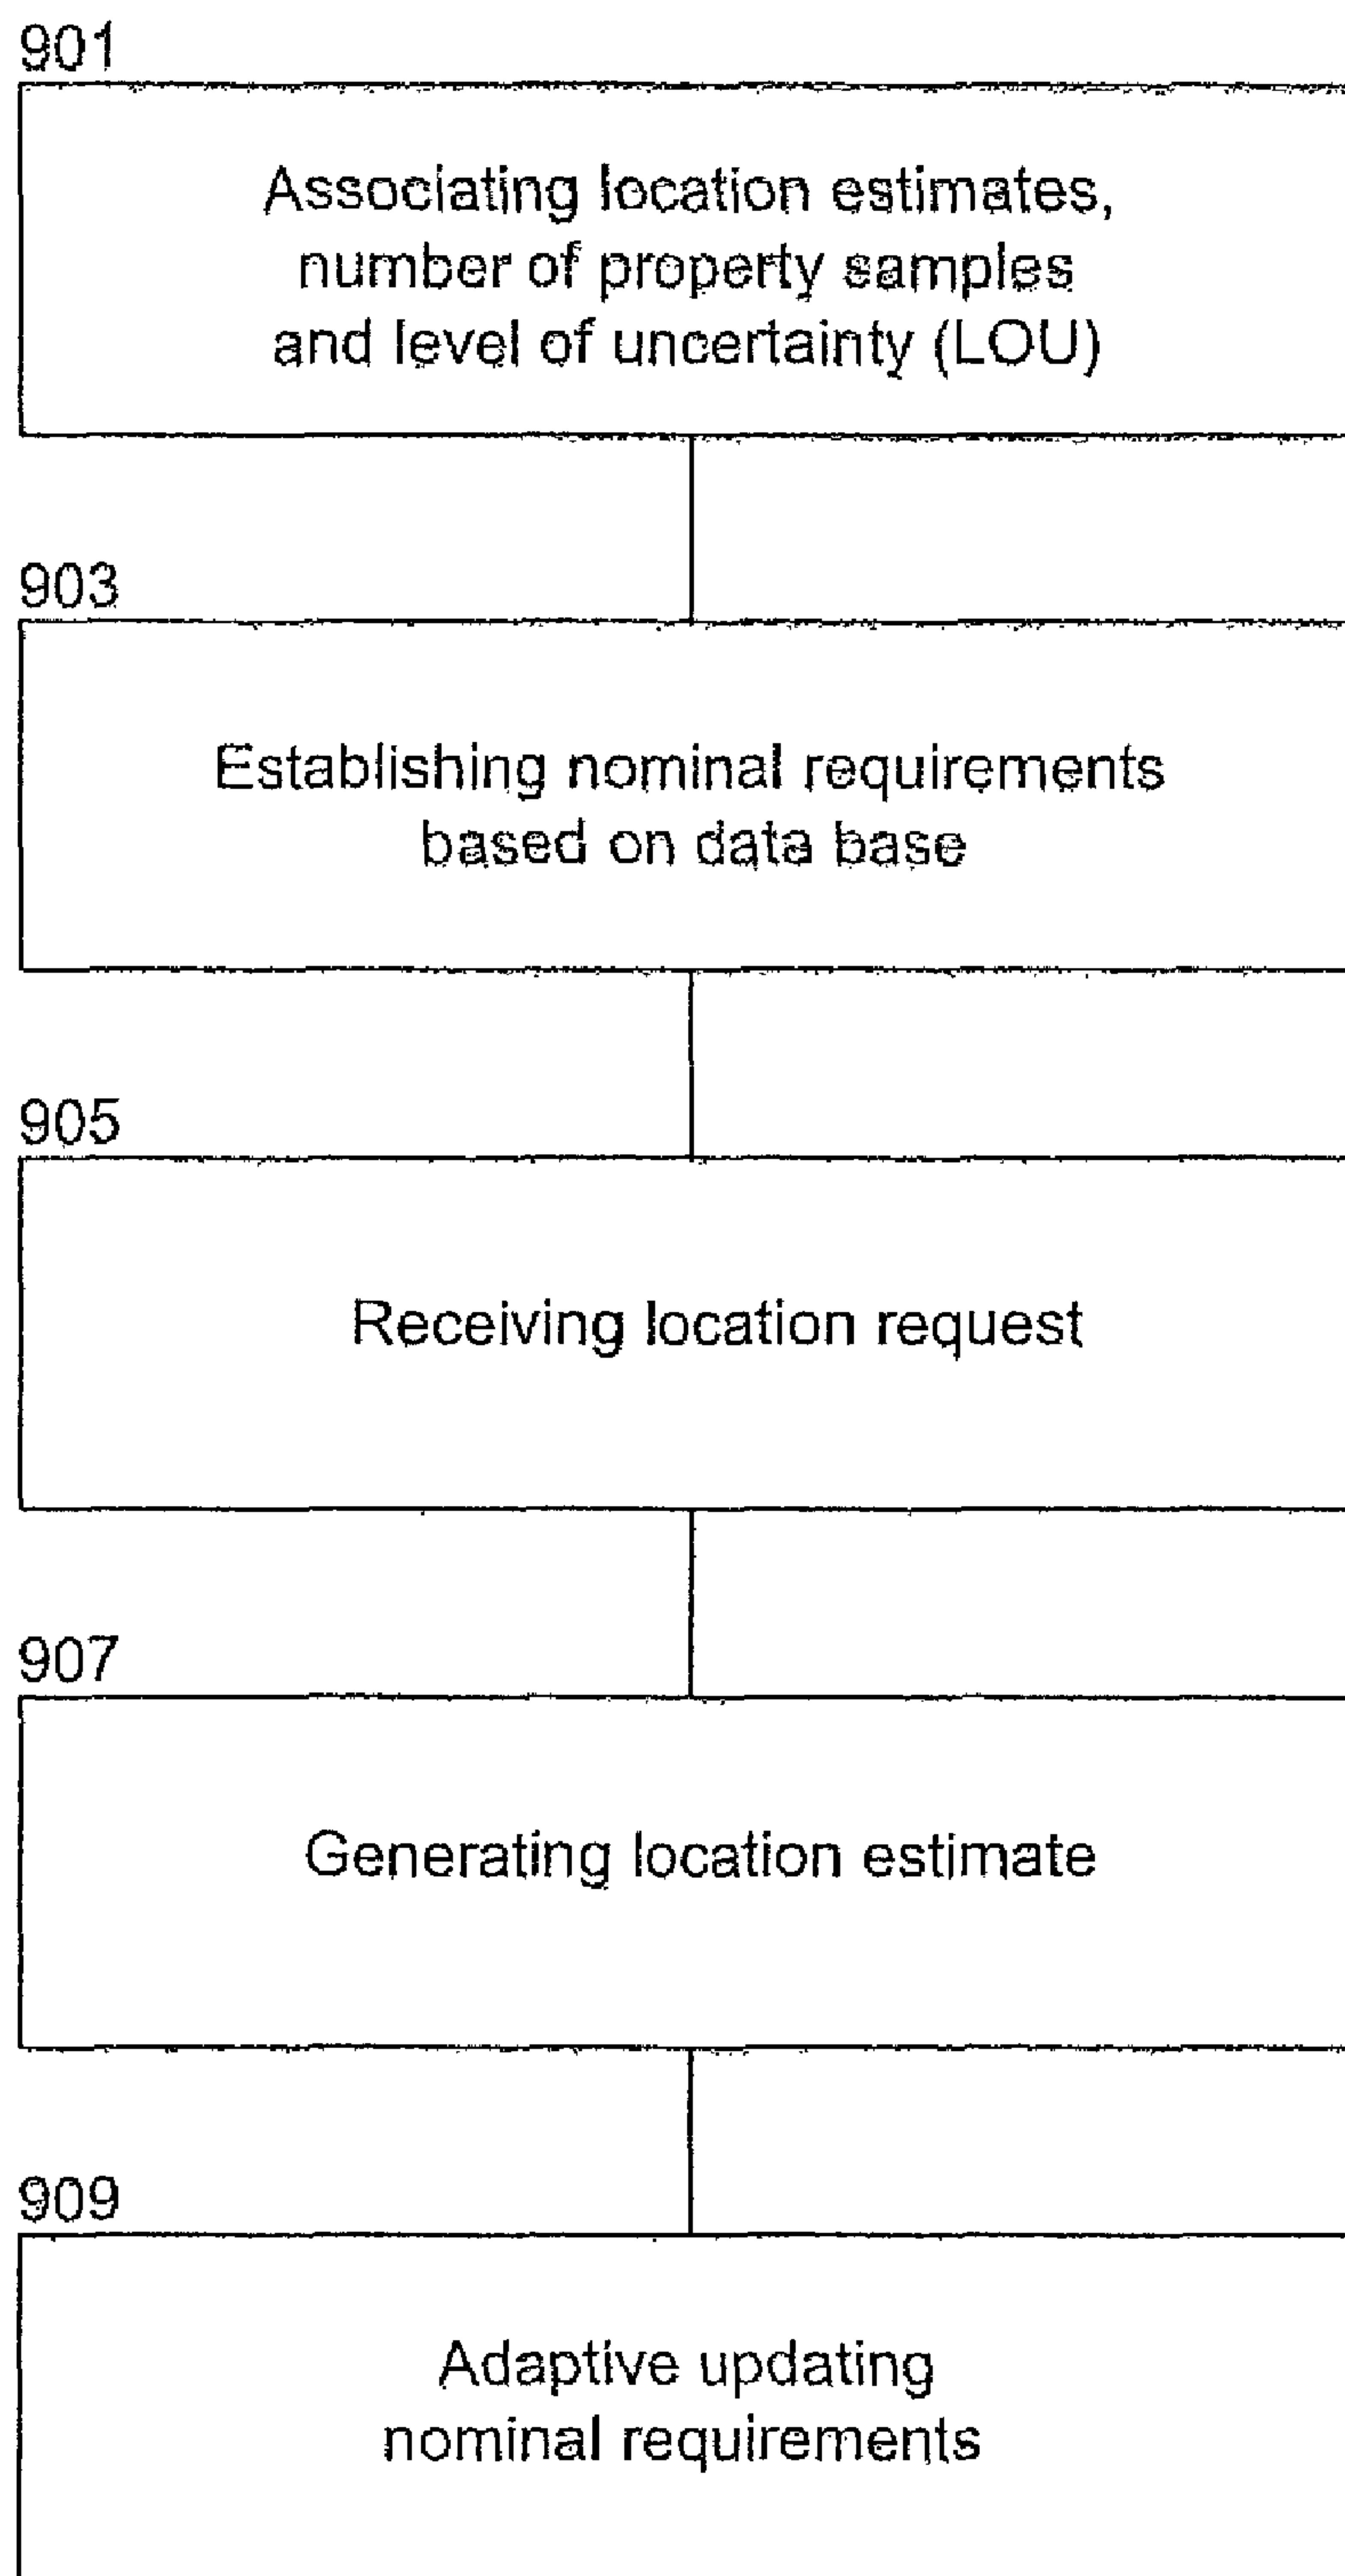 901
Associating location estimates,
number of property samples
and level of uncertainty (LOU)
903
Establishing nominal requirements
based on data base
905
Receiving location request
907
Generating location estimate
909
Adaptive updating
nominal requirements